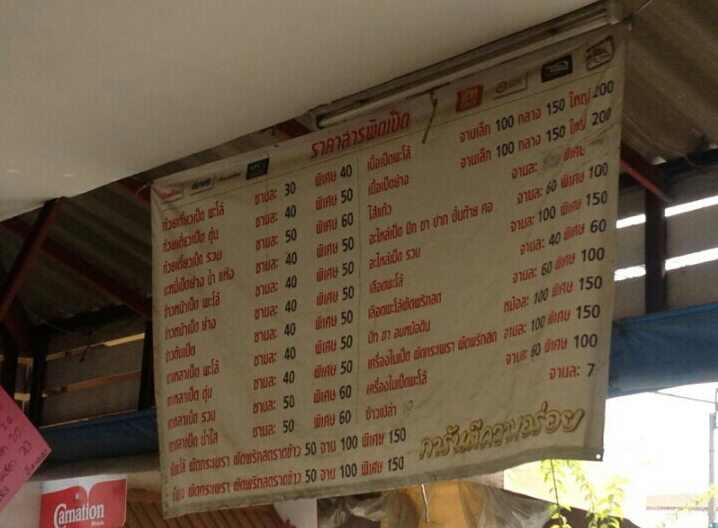 ราคาสารพัดเป็ด
ก๋วยเตี๋ยวเป็ด พะโล้ ชามละ 30 พิเศษ 40
ก๋วยเตี๋ยวเป็ด ตุ๋น ชามละ 40 พิเศษ 50
ก๋วยเตี๋ยวเป็ด รวม ชามละ 50 พิเศษ 60
บะหมี่เป็ดย่าง น้ำ แห้ง ชามละ 40 พิเศษ 50
ข้าวหน้าเป็ด พะโล้ ชามละ 40 พิเศษ 50
ข้าวหน้าเป็ด ย่าง ชามละ 40 พิเศษ 50
ข้าวต้มเป็ด ชามละ 40 พิเศษ 50
เกาเหลาเป็ด พะโล้ ชามละ 40 พิเศษ 50
เกาเหลาเป็ด ตุ๋น ชามละ 40 พิเศษ 50
เกาเหลาเป็ด รวม ชามละ 50 พิเศษ 60
เกาเหลาเป็ด น้ำใส ชามละ 50 พิเศษ 60
ผัดกระเพรา ผัดพริกสดราดข้าว 50 จาน 100 พิเศษ 150
ผัดกระเพรา ผัดพริกสดราดข้าว 50 จาน 100 พิเศษ 150
เนื้อเป็ดพะโล้ จานเล็ก 100 กลาง 150 ใหญ่ 200
เนื้อเป็ดย่าง จานเล็ก 100 กลาง 150 ใหญ่ 200
ไส้แก้ว จานละ พิเศษ
อะไหล่เป็ด ปีก ขา ปาก บั้นท้าย คอ จานละ 60 พิเศษ 100
อะไหล่เป็ด รวม จานละ 100 พิเศษ 150
เลือดพะโล้ จานละ 40 พิเศษ 60
เลือดพะโล้ผัดพริกสด จานละ 60 พิเศษ 100
ปีก ขา อบหม้อดิน หม้อละ 100 พิเศษ 150
เครื่องในเป็ด ผัดกระเพรา ผัดพริกสด จานละ 100 พิเศษ 150
เครื่องในเป็ดพะโล้ จานละ 60 พิเศษ 100
ข้าวเปล่า จานละ 7
การันตีความอร่อย
Carnation